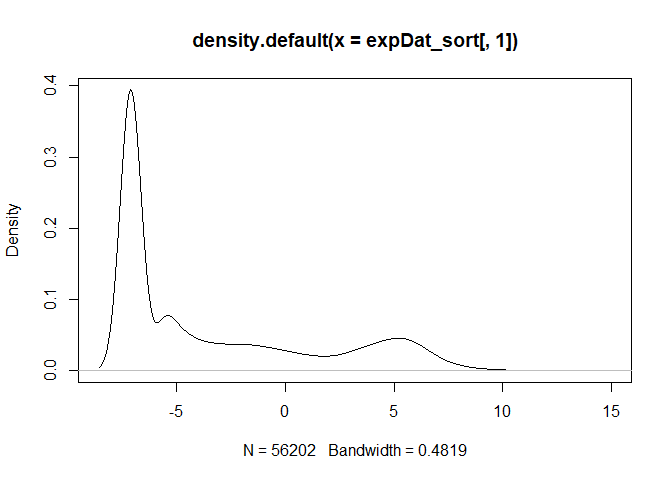 density.default(x = expDat_sort[, 1])
Density
0.4
0.3
0.2
0.1
0.0
-5 0 5 10 15
N = 56202 Bandwidth = 0.4819